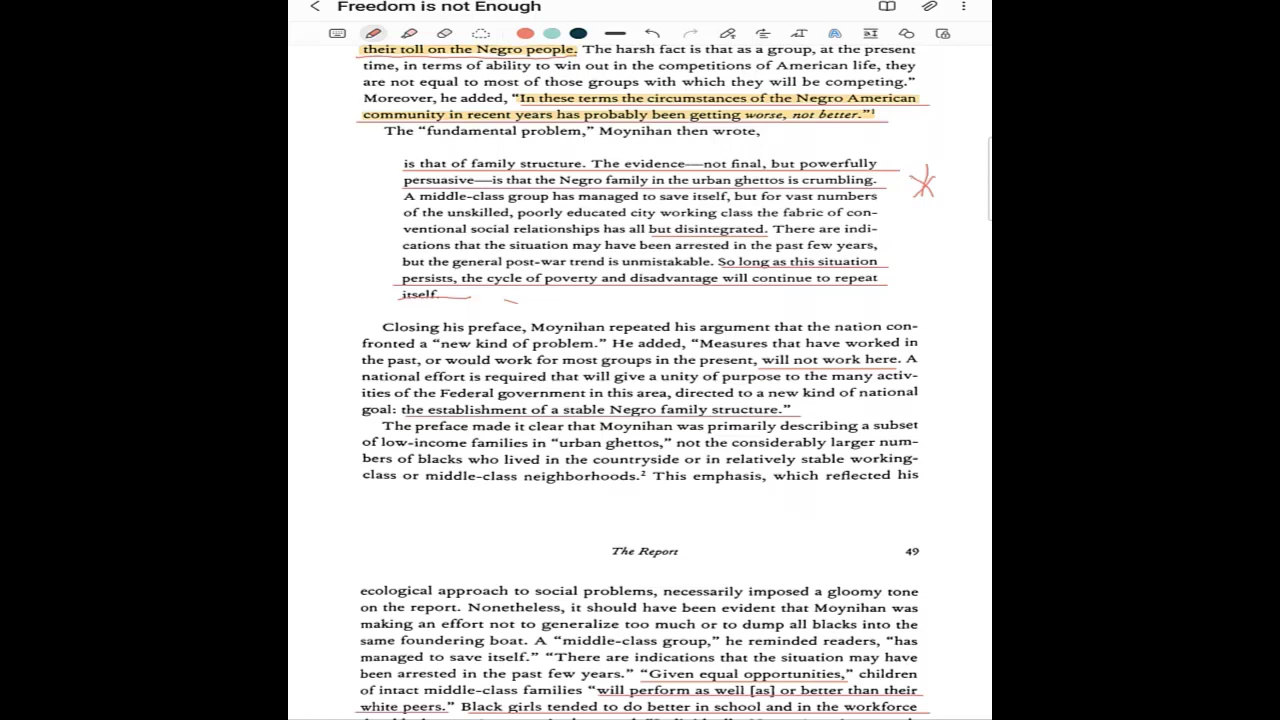 Freedom is not Enough
their toll on the Negro people. The harsh fact is that as a group, at the present
time, in terms of ability to win out in the competitions of American life, they
are not equal to most of those groups with which they will be competing.”
Moreover, he added, “In these terms the circumstances of the Negro American
community in recent years has probably been getting worse, not better.”¹
The “fundamental problem,” Moynihan then wrote,
is that of family structure. The evidence—not final, but powerfully
persuasive—is that the Negro family in the urban ghettos is crumbling.
A middle-class group has managed to save itself, but for vast numbers
of the unskilled, poorly educated city working class the fabric of con-
ventional social relationships has all but disintegrated. There are indi-
cations that the situation may have been arrested in the past few years,
but the general post-war trend is unmistakable. So long as this situation
persists, the cycle of poverty and disadvantage will continue to repeat
itself.
Closing his preface, Moynihan repeated his argument that the nation con-
fronted a “new kind of problem.” He added, “Measures that have worked in
the past, or would work for most groups in the present, will not work here. A
national effort is required that will give a unity of purpose to the many activ-
ities of the Federal government in this area, directed to a new kind of national
goal: the establishment of a stable Negro family structure.”
The preface made it clear that Moynihan was primarily describing a subset
of low-income families in “urban ghettos,” not the considerably larger num-
bers of blacks who lived in the countryside or in relatively stable working-
class or middle-class neighborhoods.² This emphasis, which reflected his
The Report 49
ecological approach to social problems, necessarily imposed a gloomy tone
on the report. Nonetheless, it should have been evident that Moynihan was
making an effort not to generalize too much or to dump all blacks into the
same foundering boat. A “middle-class group,” he reminded readers, “has
managed to save itself.” “There are indications that the situation may have
been arrested in the past few years.” “Given equal opportunities,” children
of intact middle-class families “will perform as well [as] or better than their
white peers.” Black girls tended to do better in school and in the workforce